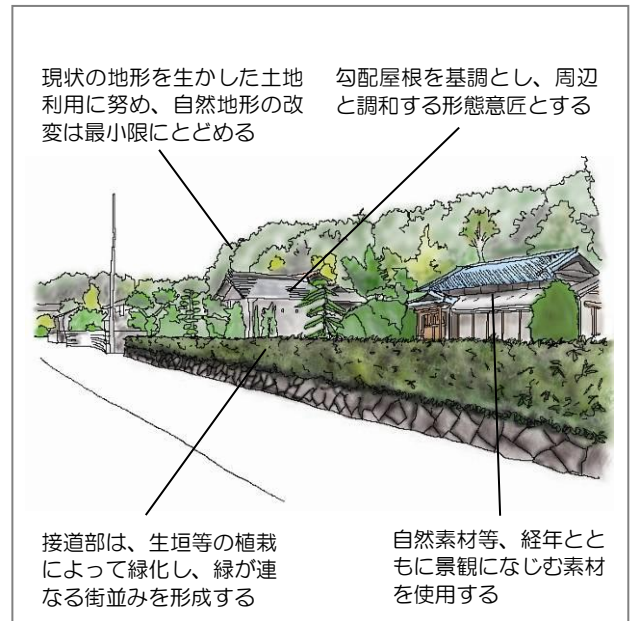 現状の地形を生かした土地
利用に努め、自然地形の改
変は最小限にとどめる
勾配屋根を基調とし、周辺
と調和する形態意匠とする
接道部は、生垣等の植栽
によって緑化し、緑が連
なる街並みを形成する
自然素材等、経年とと
もに景観になじむ素材
を使用する